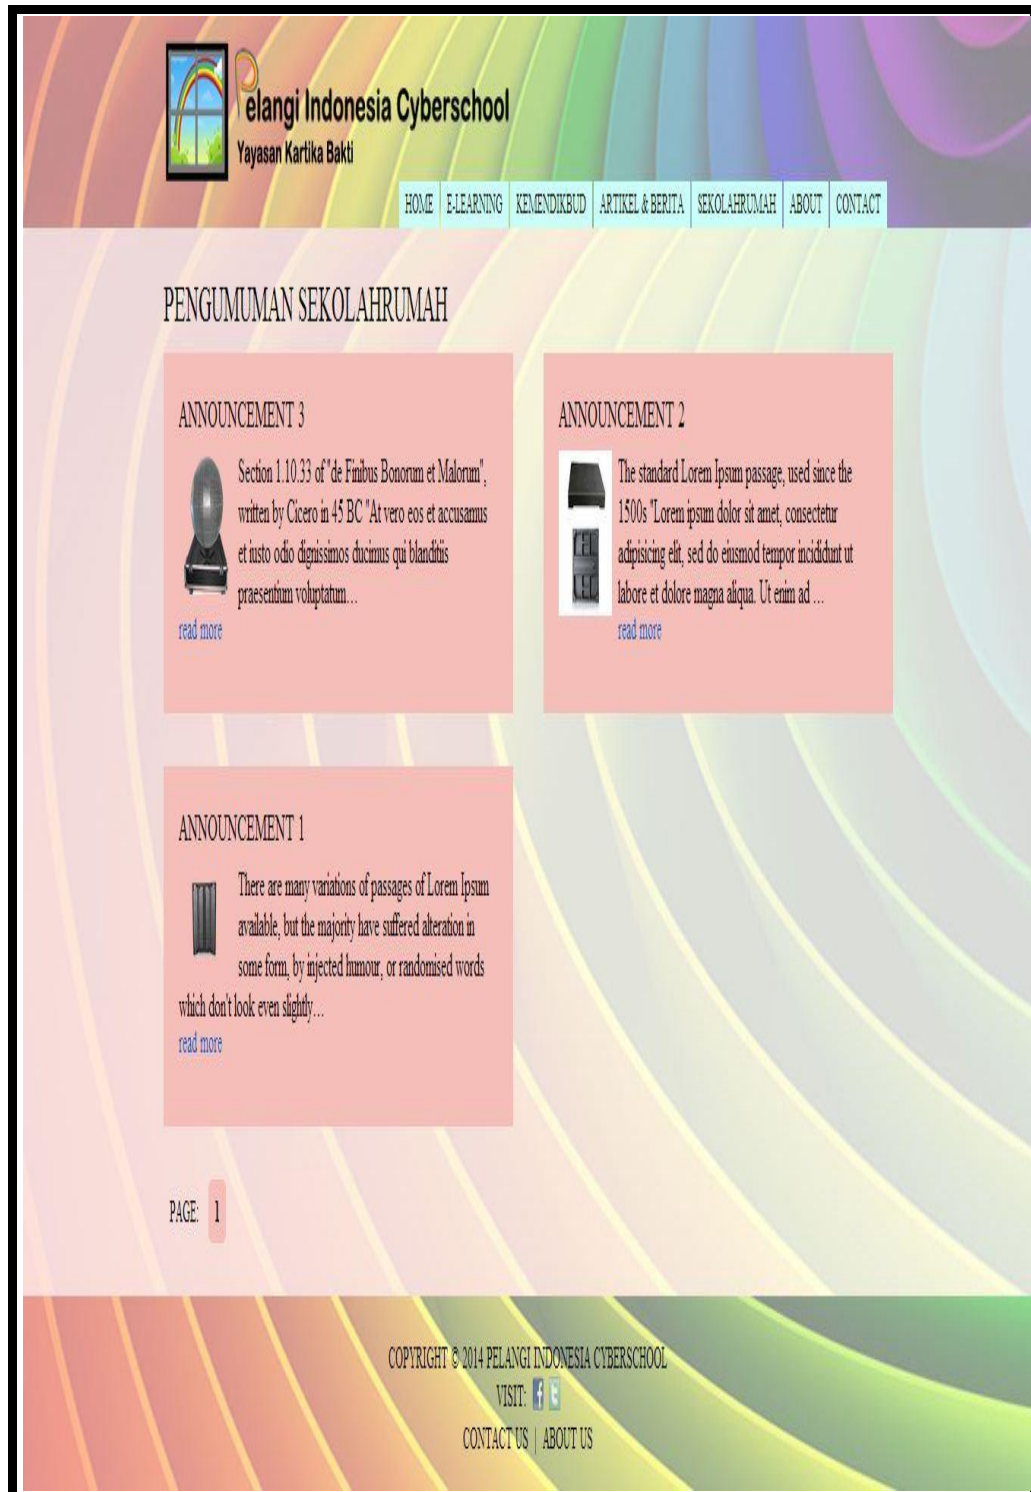 Pelangi Indonesia Cyberschool
Yayasan Kartika Bakti
HOME E-LEARNING KEMENDIKBUD ARTIKEL & BERITA SEKOLAHRUMAH ABOUT CONTACT
PENGUMUMAN SEKOLAHRUMAH
ANNOUNCEMENT 3
Section 1.10.33 of "de Finibus Bonorum et Malorum",
written by Cicero in 45 BC "At vero eos et accusamus
et iusto odio dignissimos ducimus qui blanditiis
praesentium voluptatum…
read more
ANNOUNCEMENT 2
The standard Lorem Ipsum passage, used since the
1500s "Lorem ipsum dolor sit amet, consectetur
adipisicing elit, sed do eiusmod tempor incididunt ut
labore et dolore magna aliqua. Ut enim ad …
read more
ANNOUNCEMENT 1
There are many variations of passages of Lorem Ipsum
available, but the majority have suffered alteration in
some form, by injected humour, or randomised words
which don't look even slightly…
read more
PAGE: 1
COPYRIGHT © 2014 PELANGI INDONESIA CYBERSCHOOL
VISIT:
CONTACT US | ABOUT US